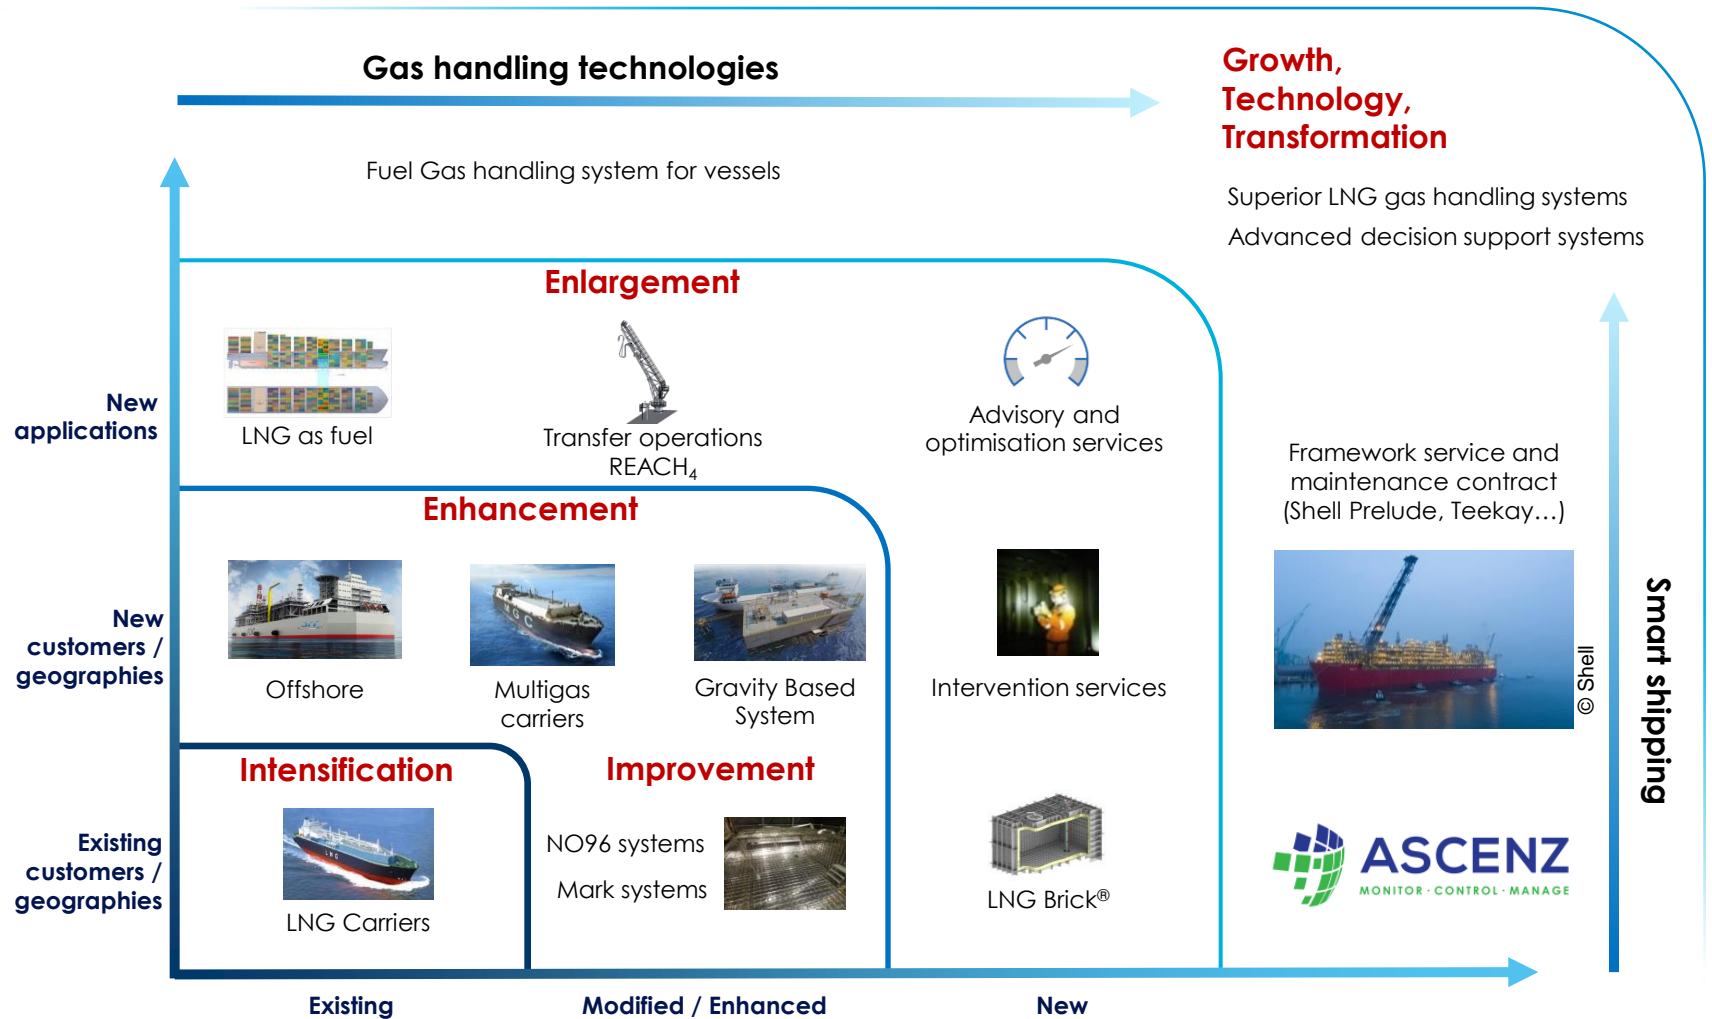 Gas handling technologies
Growth,
Technology,
Transformation
Fuel Gas handling system for vessels
Superior LNG gas handling systems
Advanced decision support systems
Enlargement
New
applications
LNG as fuel
Transfer operations
REACH₄
Advisory and
optimisation services
Framework service and
maintenance contract
(Shell Prelude, Teekay…)
Enhancement
New
customers /
geographies
Offshore
Multigas
carriers
Gravity Based
System
Intervention services
© Shell
Smart shipping
Intensification
Improvement
Existing
customers /
geographies
LNG
LNG Carriers
NO96 systems
Mark systems
LNG Brick®
ASCENZ
MONITOR · CONTROL · MANAGE
Existing
Modified / Enhanced
New